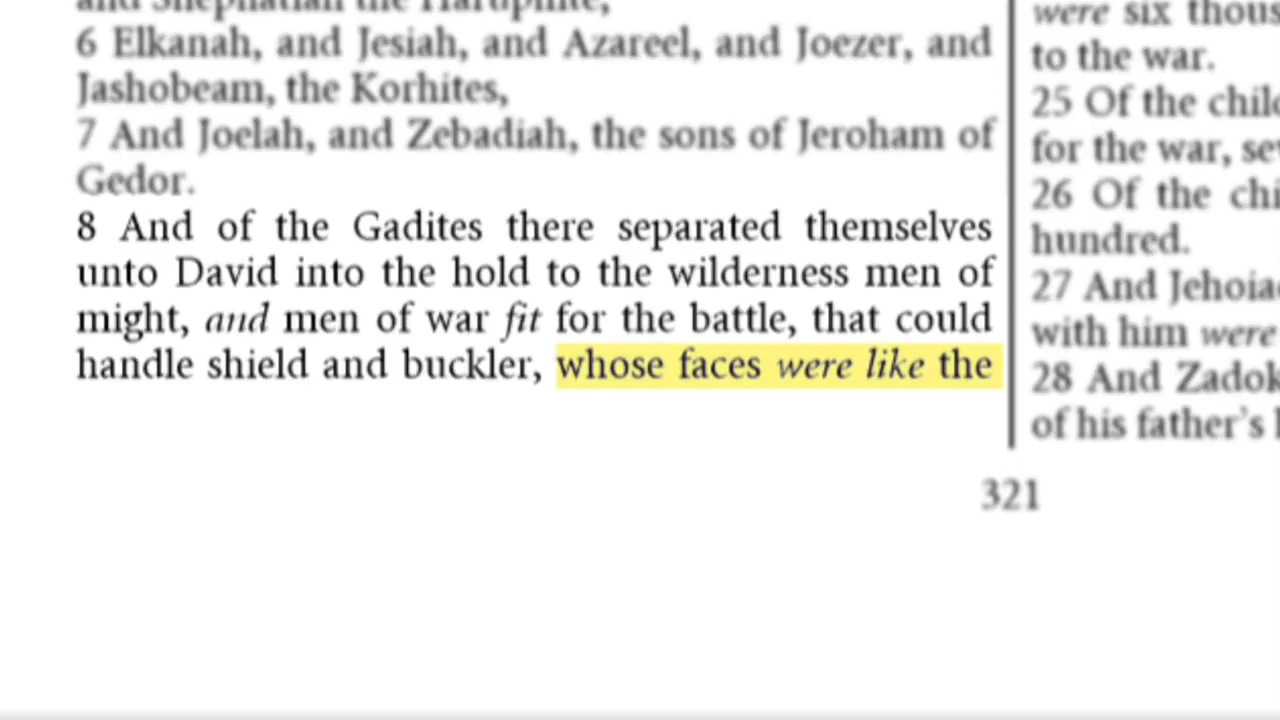 and Shephatiah the Haruphite,
6 Elkanah, and Jesiah, and Azareel, and Joezer, and
Jashobeam, the Korhites,
7 And Joelah, and Zebadiah, the sons of Jeroham of
Gedor.
8 And of the Gadites there separated themselves
unto David into the hold to the wilderness men of
might, and men of war fit for the battle, that could
handle shield and buckler, whose faces were like the
were six thous
to the war.
25 Of the chil
for the war, se
26 Of the chi
hundred.
27 And Jehoia
with him were
28 And Zadok
of his father's
321